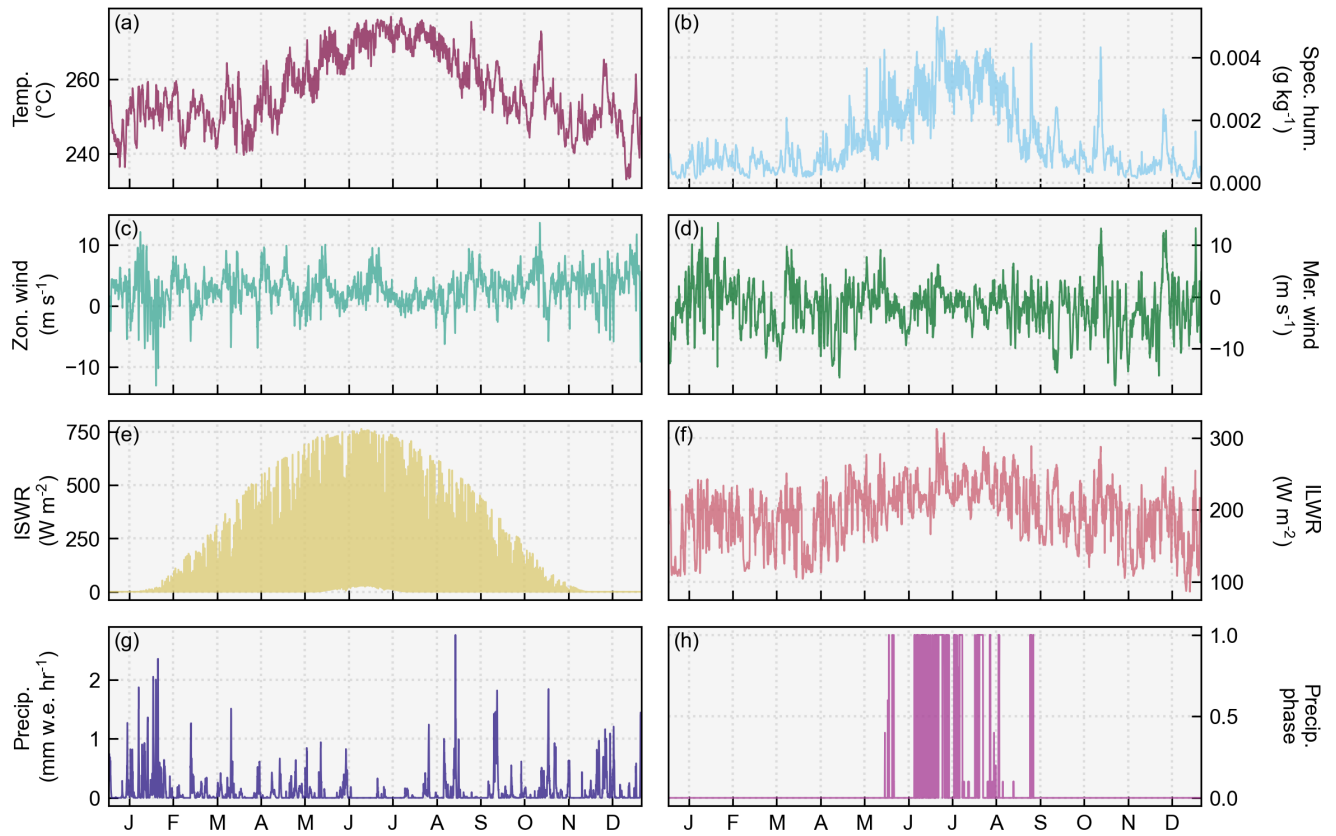 (a)
Temp.
(°C)
260
240
(b)
Spec. hum.
(g kg⁻¹)
0.004
0.002
0.000
(c)
Zon. wind
(m s⁻¹)
10
0
−10
(d)
Mer. wind
(m s⁻¹)
10
0
−10
(e)
ISWR
(W m⁻²)
750
500
250
0
(f)
ILWR
(W m⁻²)
300
200
100
(g)
Precip.
(mm w.e. hr⁻¹)
2
1
0
J F M A M J J A S O N D
(h)
Precip.
phase
1.0
0.5
0.0
J F M A M J J A S O N D